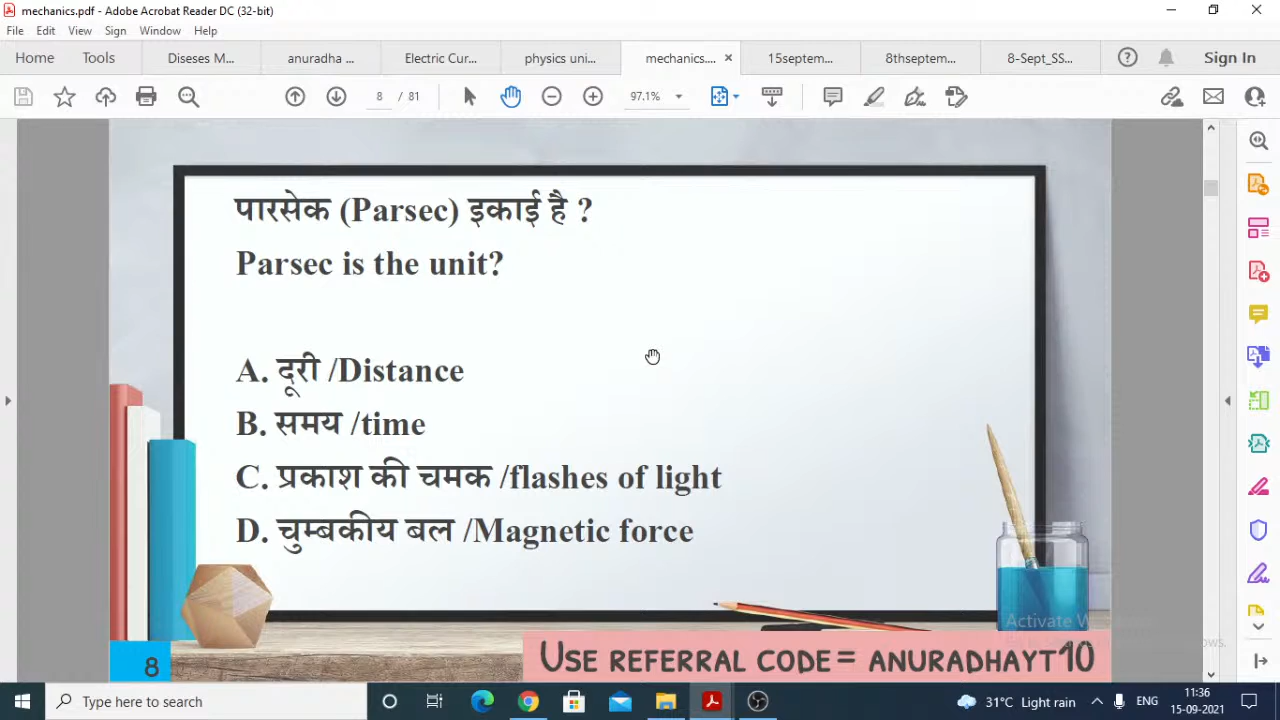 mechanics.pdf - Adobe Acrobat Reader DC (32-bit)
File Edit View Sign Window Help
Home Tools Diseses M... anuradha ... Electric Cur... physics uni... mechanics.... 15septem... 8thseptem... 8-Sept_SS... Sign In
8 / 81 97.1%
पारसेक (Parsec) इकाई है ?
Parsec is the unit?
A. दूरी /Distance
B. समय /time
C. प्रकाश की चमक /flashes of light
D. चुम्बकीय बल /Magnetic force
8
USE REFERRAL CODE= ANURADHAYT10
Type here to search
31°C Light rain
ENG
11:36
15-09-2021